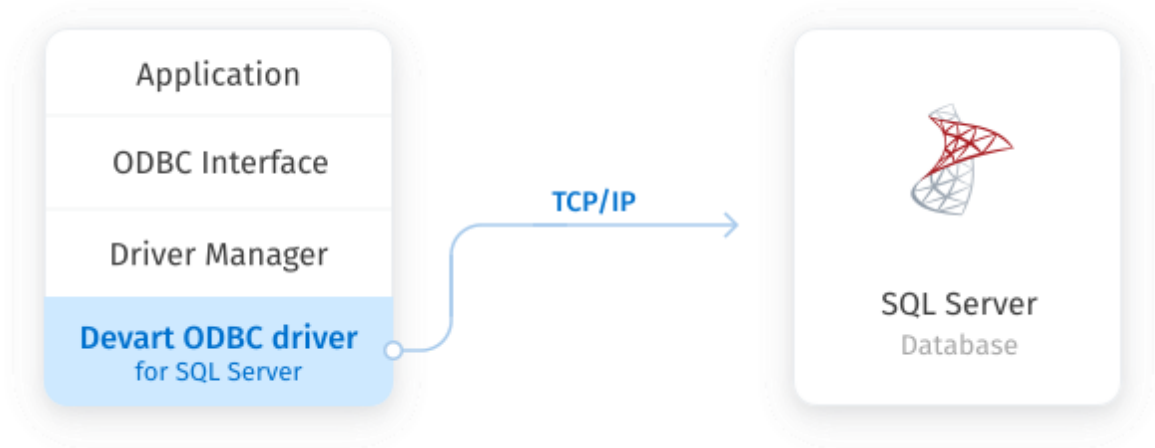 Application
ODBC Interface
Driver Manager
Devart ODBC driver
for SQL Server
TCP/IP
SQL Server
Database